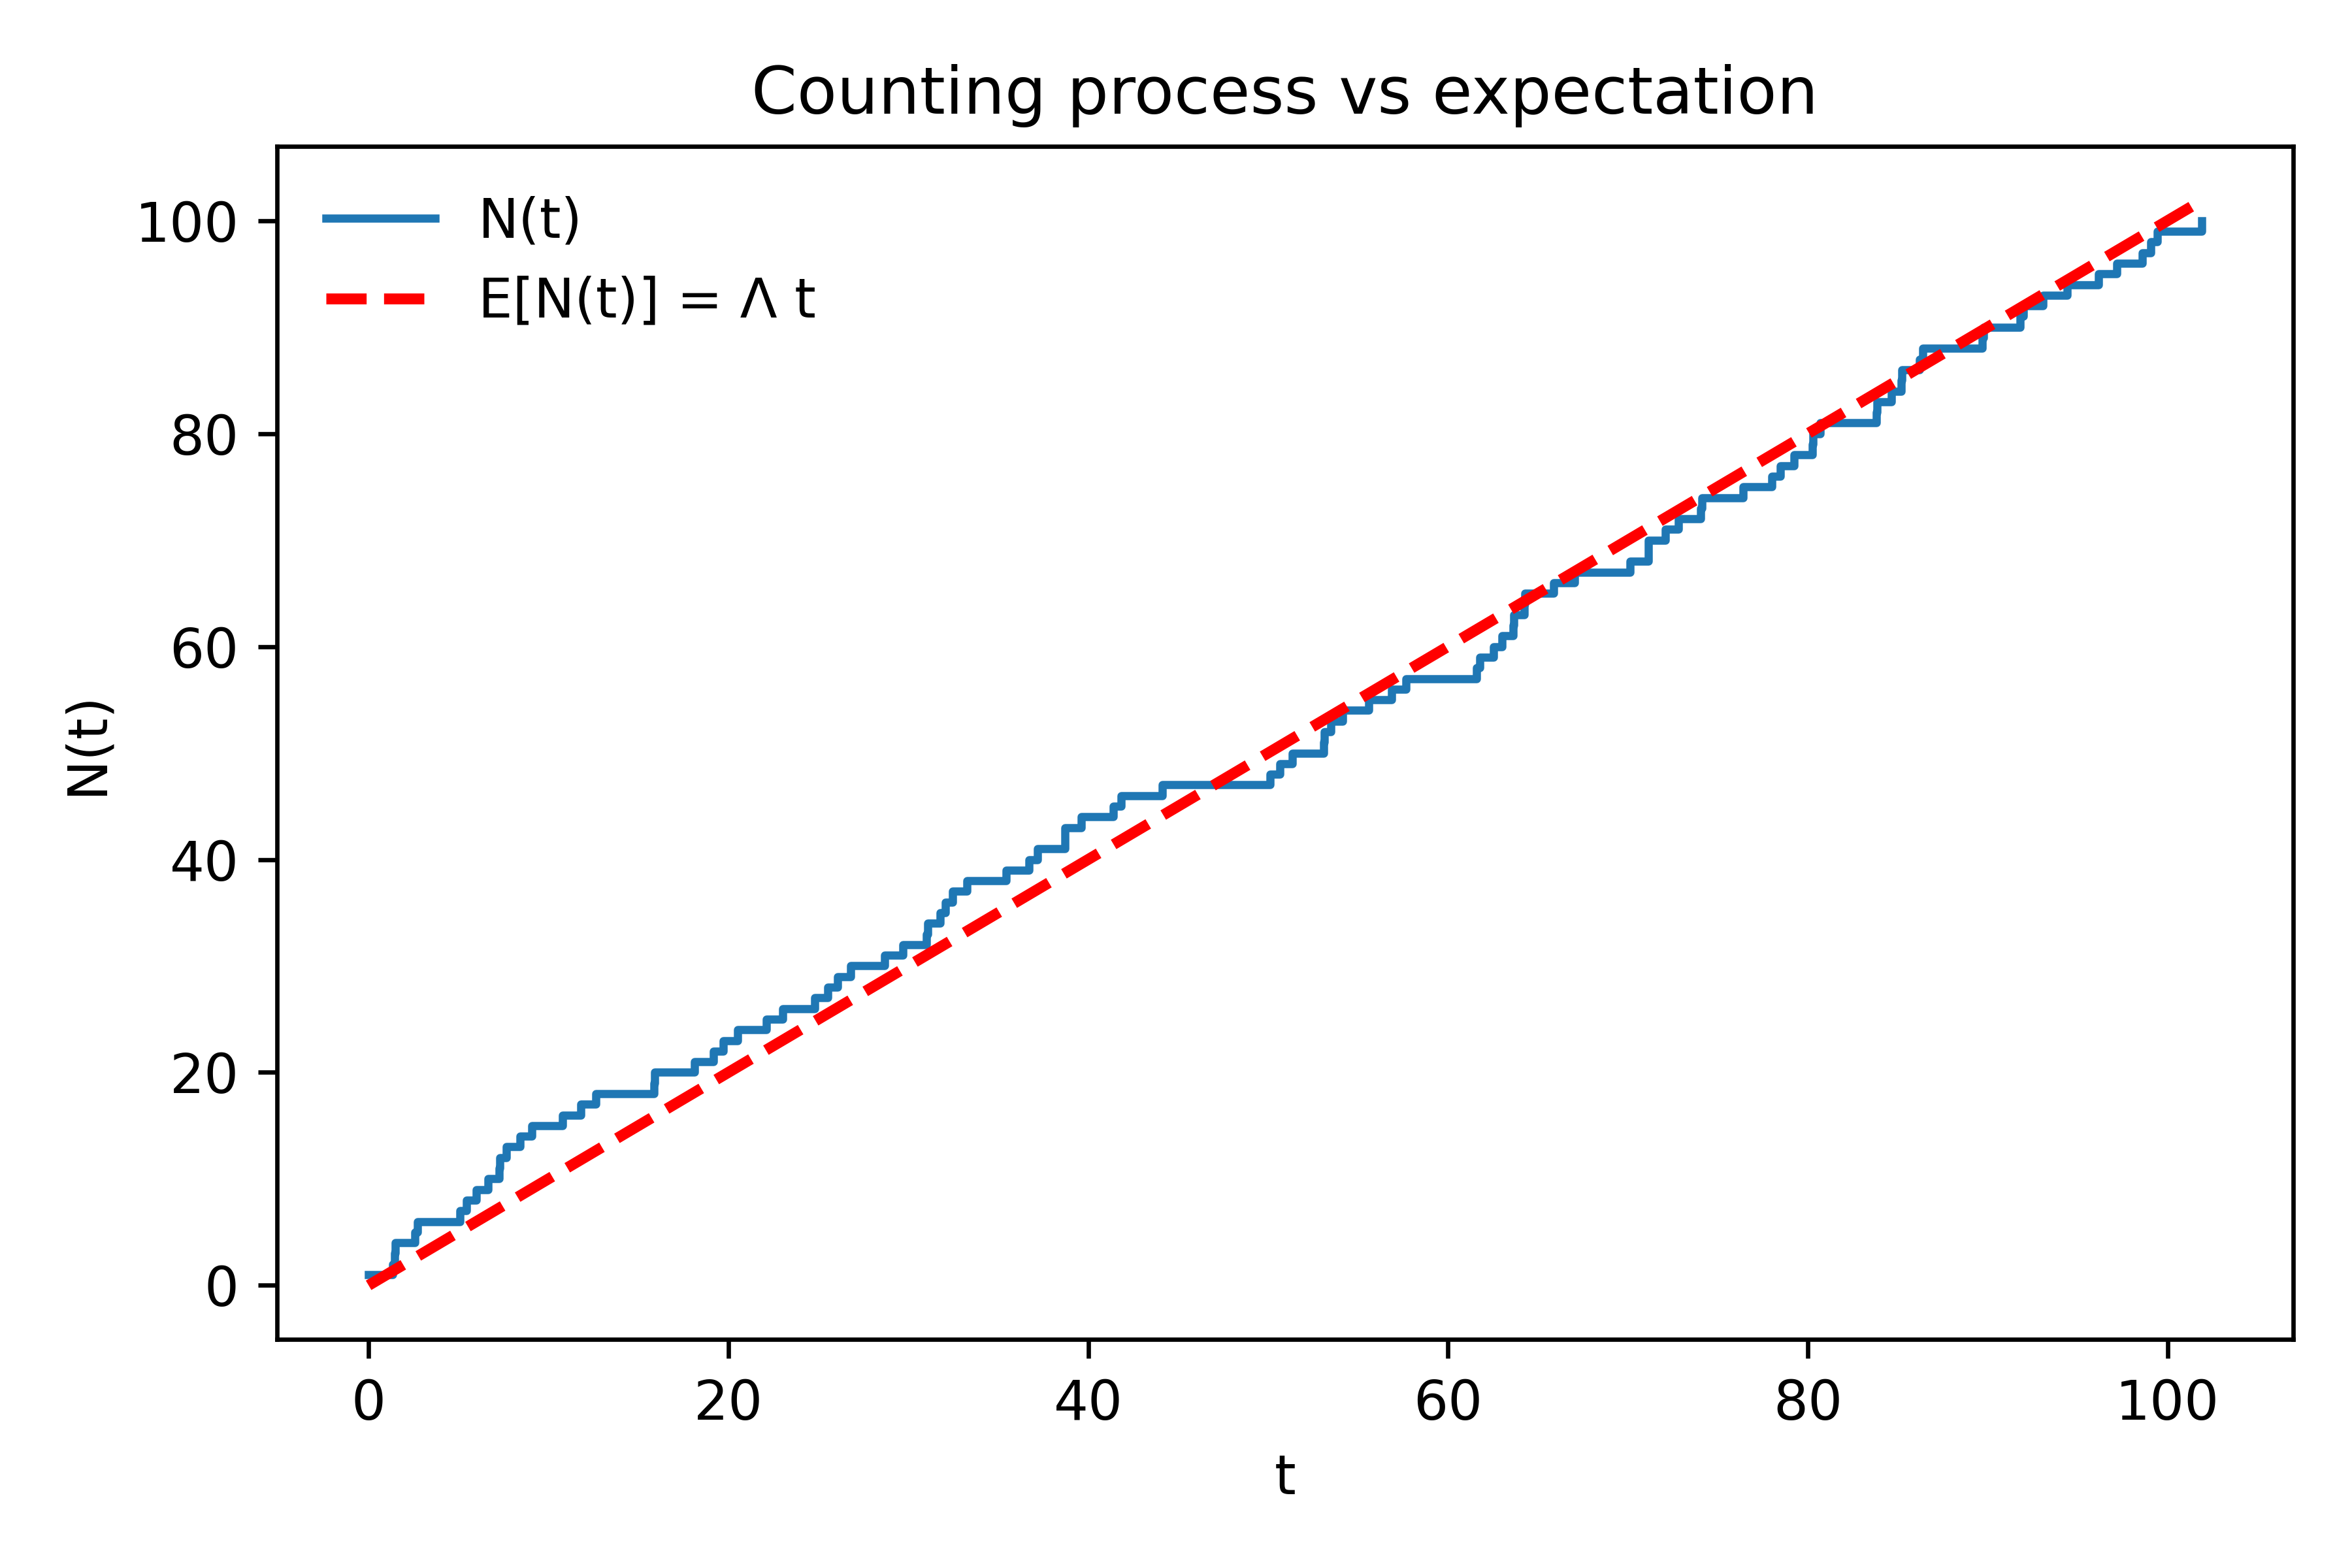 Counting process vs expectation
N(t)
E[N(t)] = Λ t
100
80
60
40
20
0
N(t)
0 20 40 60 80 100
t